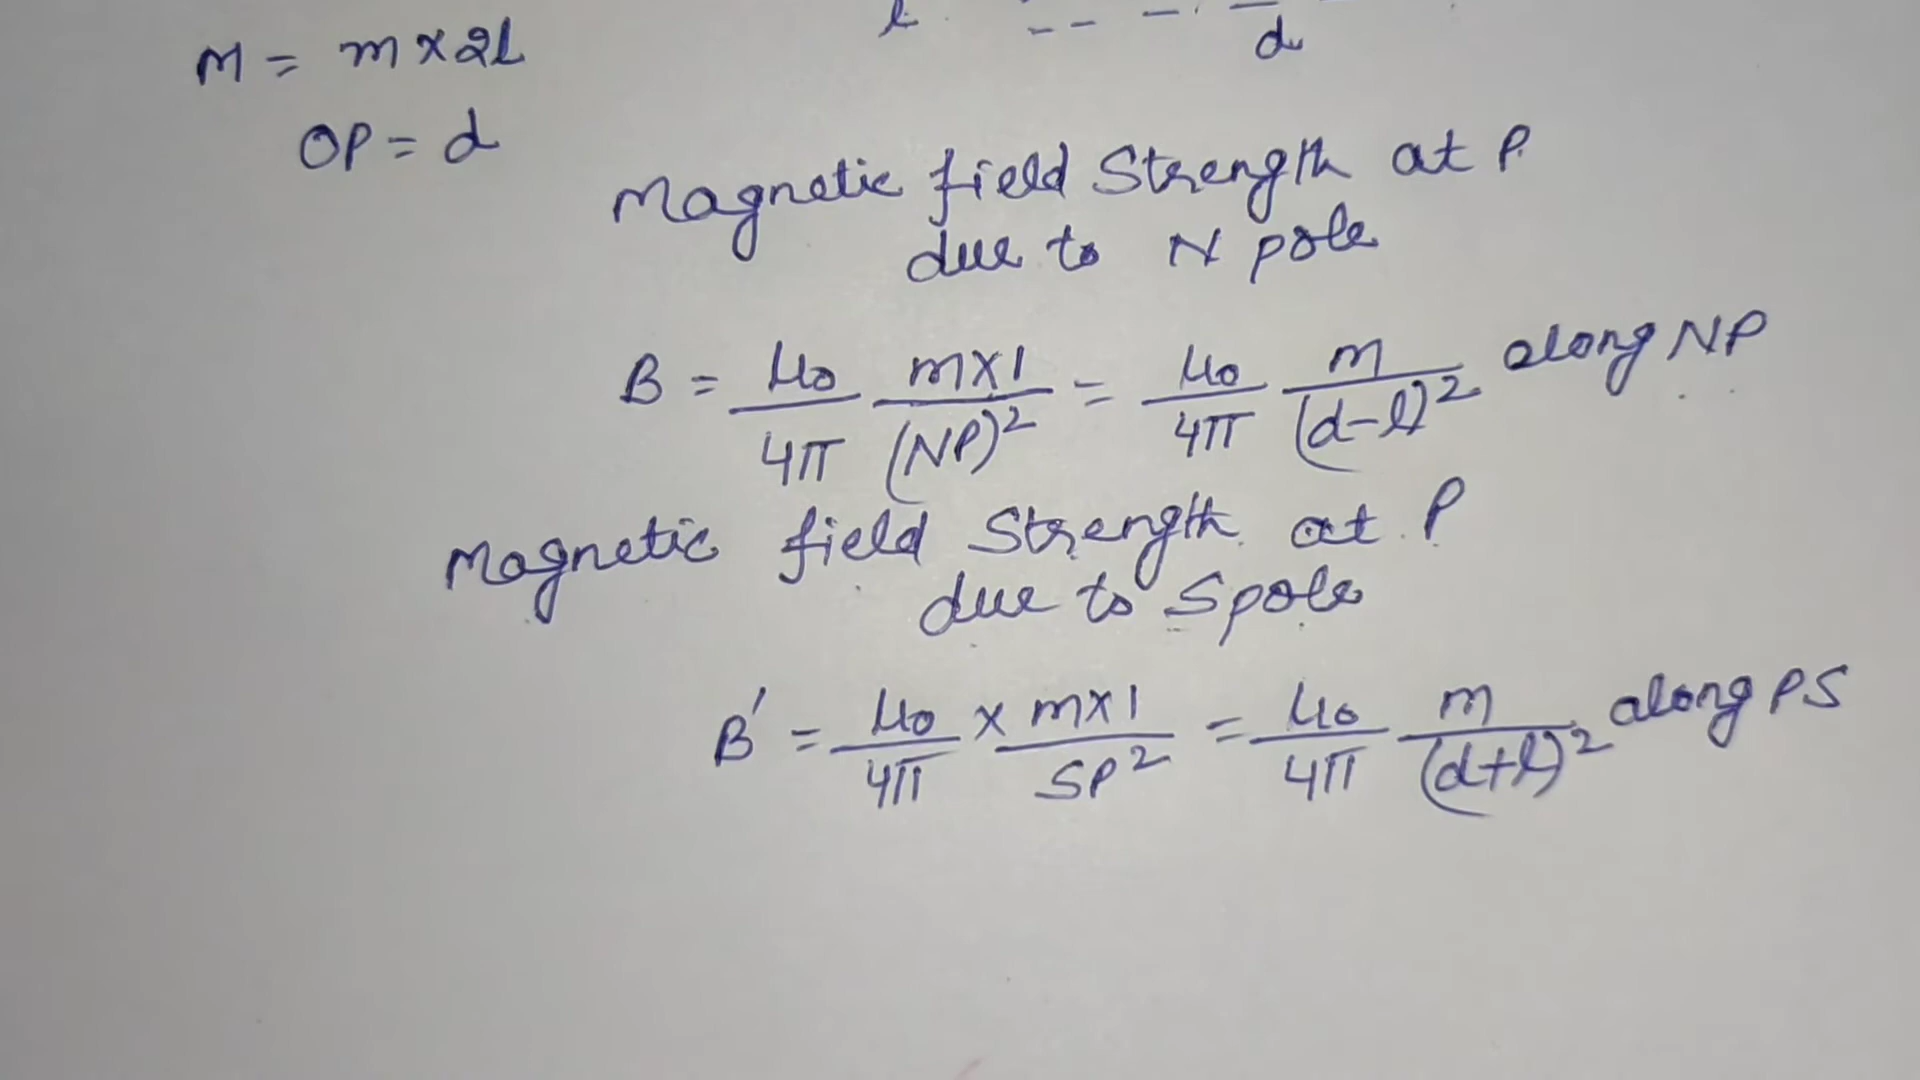 l d
M = m×2l
OP = d
Magnetic field Strength at P
due to N pole
B = μ₀/4π m×1/(NP)² = μ₀/4π m/(d-l)² along NP
Magnetic field Strength at P
due to S pole
B' = μ₀/4π × m×1/SP² = μ₀/4π m/(d+l)² along PS